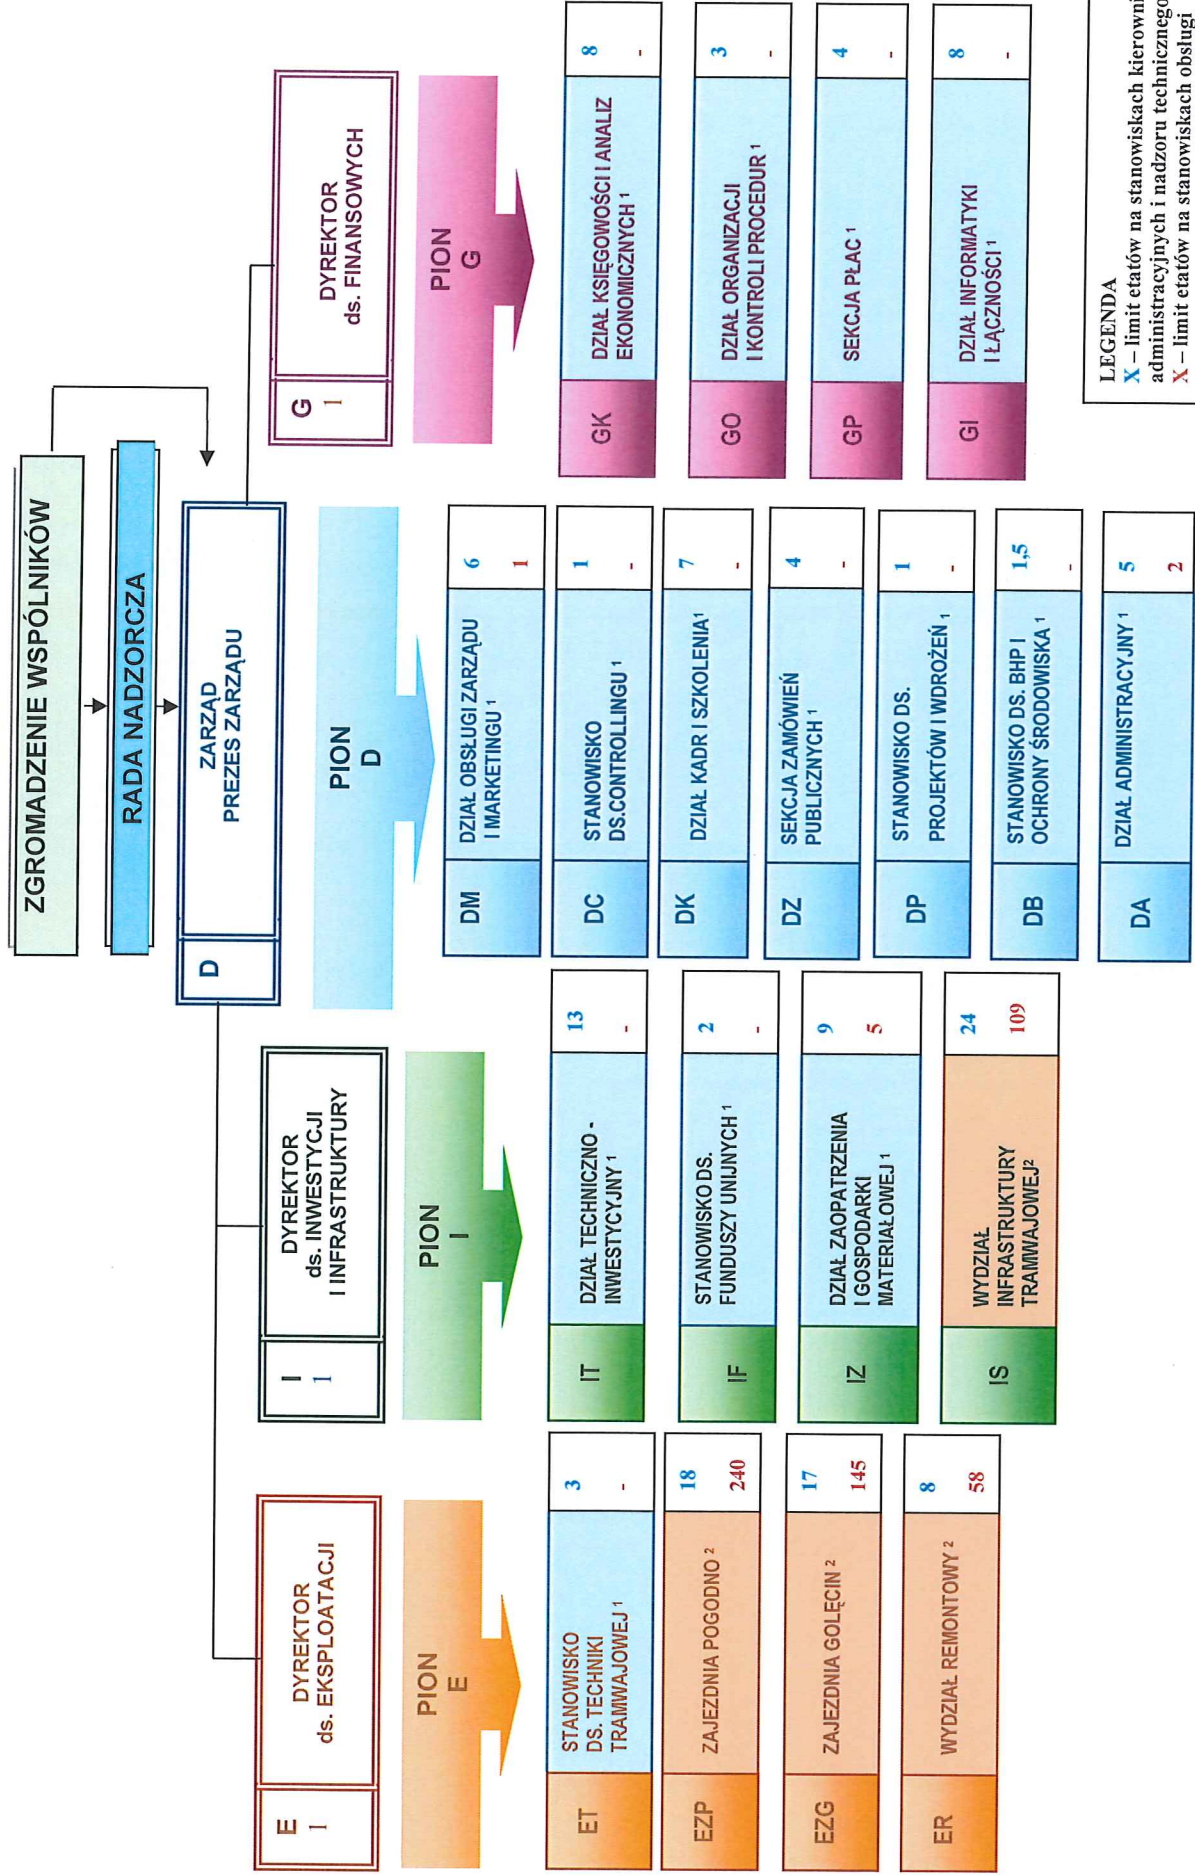 ZGROMADZENIE WSPÓLNIKÓW
RADA NADZORCZA
D
ZARZĄD
PREZES ZARZĄDU
E
1
DYREKTOR
ds. EKSPLOATACJI
I
1
DYREKTOR
ds. INWESTYCJI
I INFRASTRUKTURY
G
1
DYREKTOR
ds. FINANSOWYCH
PION
E
ET
STANOWISKO
DS. TECHNIKI
TRAMWAJOWEJ ¹
3
-
EZP
ZAJEZDNIA POGODNO ²
18
240
EZG
ZAJEZDNIA GOLĘCIN ²
17
145
ER
WYDZIAŁ REMONTOWY ²
8
58
PION
I
IT
DZIAŁ TECHNICZNO -
INWESTYCYJNY ¹
13
-
IF
STANOWISKO DS.
FUNDUSZY UNIJNYCH ¹
2
-
IZ
DZIAŁ ZAOPATRZENIA
I GOSPODARKI
MATERIAŁOWEJ ¹
9
5
IS
WYDZIAŁ
INFRASTRUKTURY
TRAMWAJOWEJ²
24
109
PION
D
DM
DZIAŁ OBSŁUGI ZARZĄDU
I MARKETINGU ¹
6
1
DC
STANOWISKO
DS.CONTROLLINGU ¹
1
-
DK
DZIAŁ KADR I SZKOLENIA¹
7
-
DZ
SEKCJA ZAMÓWIEŃ
PUBLICZNYCH ¹
4
-
DP
STANOWISKO DS.
PROJEKTÓW I WDROŻEŃ ₁
1
-
DB
STANOWISKO DS. BHP I
OCHRONY ŚRODOWISKA ¹
1,5
-
DA
DZIAŁ ADMINISTRACYJNY ¹
5
2
PION
G
GK
DZIAŁ KSIĘGOWOŚCI I ANALIZ
EKONOMICZNYCH ¹
8
-
GO
DZIAŁ ORGANIZACJI
I KONTROLI PROCEDUR ¹
3
-
GP
SEKCJA PŁAC ¹
4
-
GI
DZIAŁ INFORMATYKI
I ŁĄCZNOŚCI ¹
8
-
LEGENDA
X – limit etatów na stanowiskach kierowni
administracyjnych i nadzoru technicznego
X – limit etatów na stanowiskach obsługi